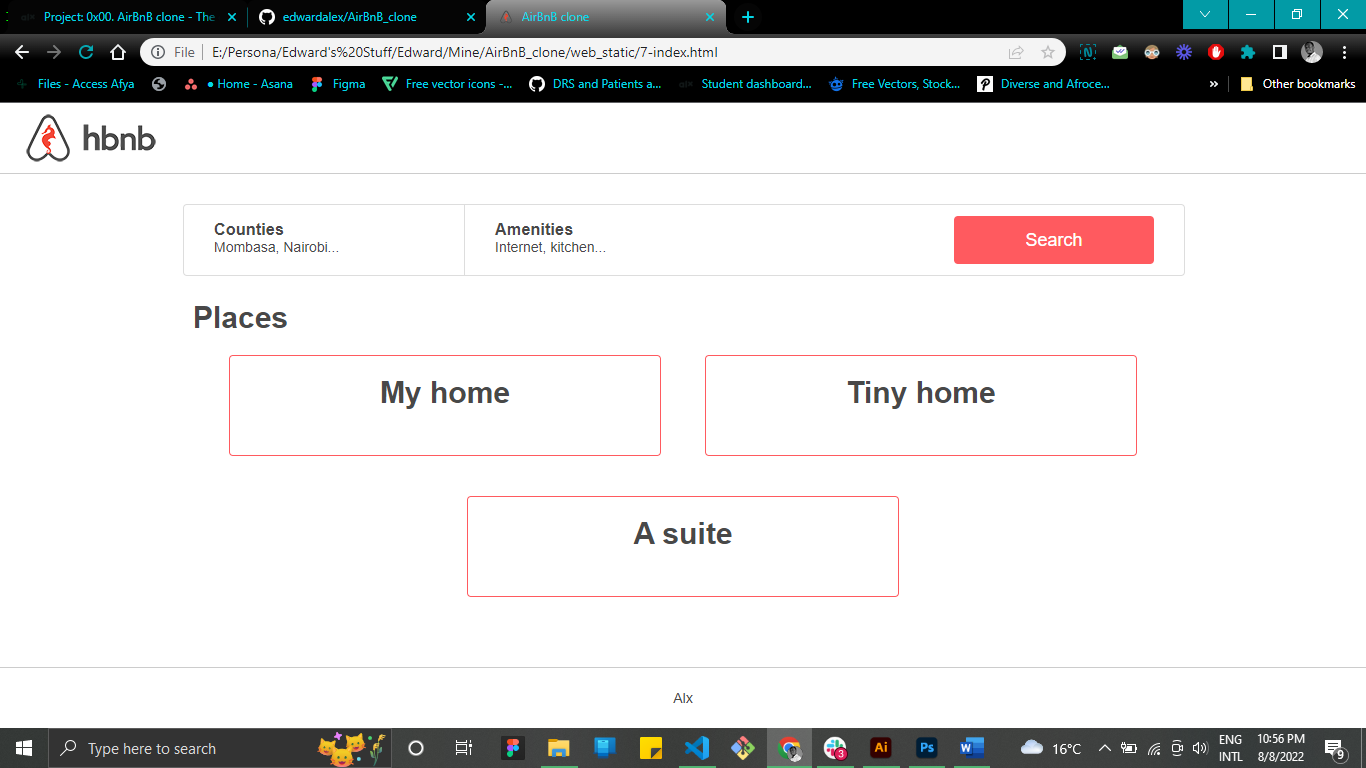 Project: 0x00. AirBnB clone - The
edwardalex/AirBnB_clone
AirBnB clone
File
E:/Persona/Edward's%20Stuff/Edward/Mine/AirBnB_clone/web_static/7-index.html
Files - Access Afya
● Home - Asana
Figma
Free vector icons -...
DRS and Patients a...
Student dashboard...
Free Vectors, Stock...
Diverse and Afroce...
»
Other bookmarks
hbnb
Counties
Mombasa, Nairobi...
Amenities
Internet, kitchen...
Search
Places
My home
Tiny home
A suite
Alx
Type here to search
3
Ai
Ps
W
16°C
ENG
INTL
10:56 PM
8/8/2022
9